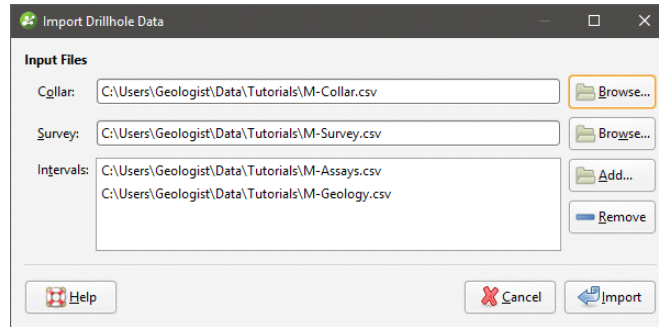 Import Drillhole Data
Input Files
Collar: C:\Users\Geologist\Data\Tutorials\M-Collar.csv Browse...
Survey: C:\Users\Geologist\Data\Tutorials\M-Survey.csv Browse...
Intervals: C:\Users\Geologist\Data\Tutorials\M-Assays.csv Add...
C:\Users\Geologist\Data\Tutorials\M-Geology.csv
Remove
Help Cancel Import